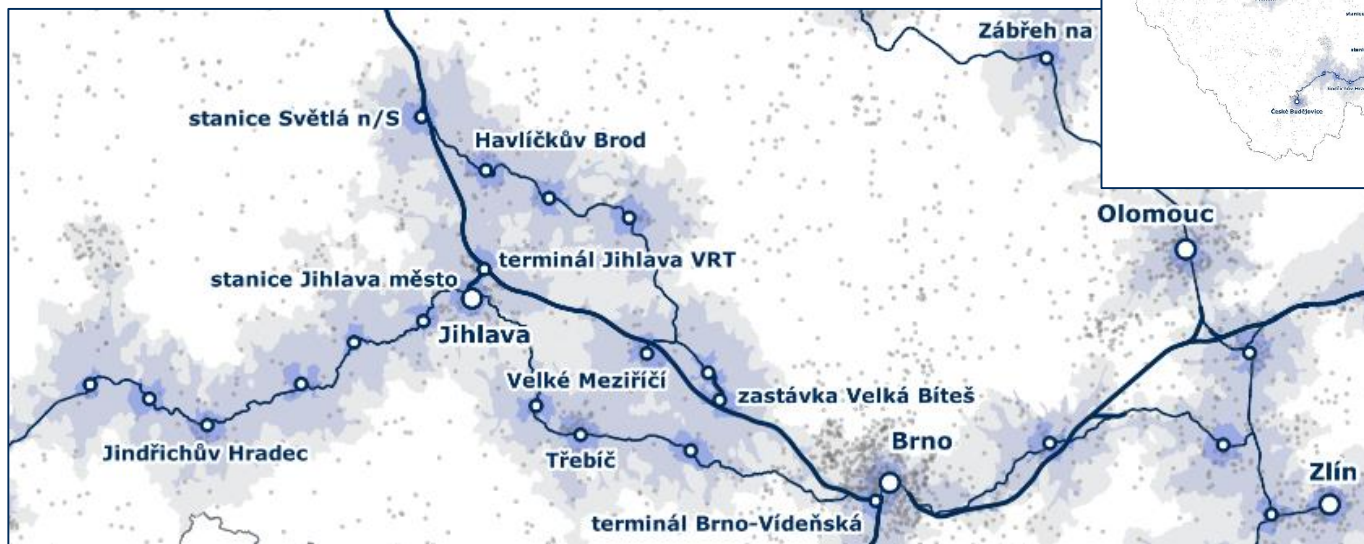 Zábřeh na
stanice Světlá n/S
Havlíčkův Brod
Olomouc
terminál Jihlava VRT
stanice Jihlava město
Jihlava
Velké Meziříčí
zastávka Velká Bíteš
Jindřichův Hradec
Třebíč
Brno
Zlín
terminál Brno-Vídeňská
České Budějovice